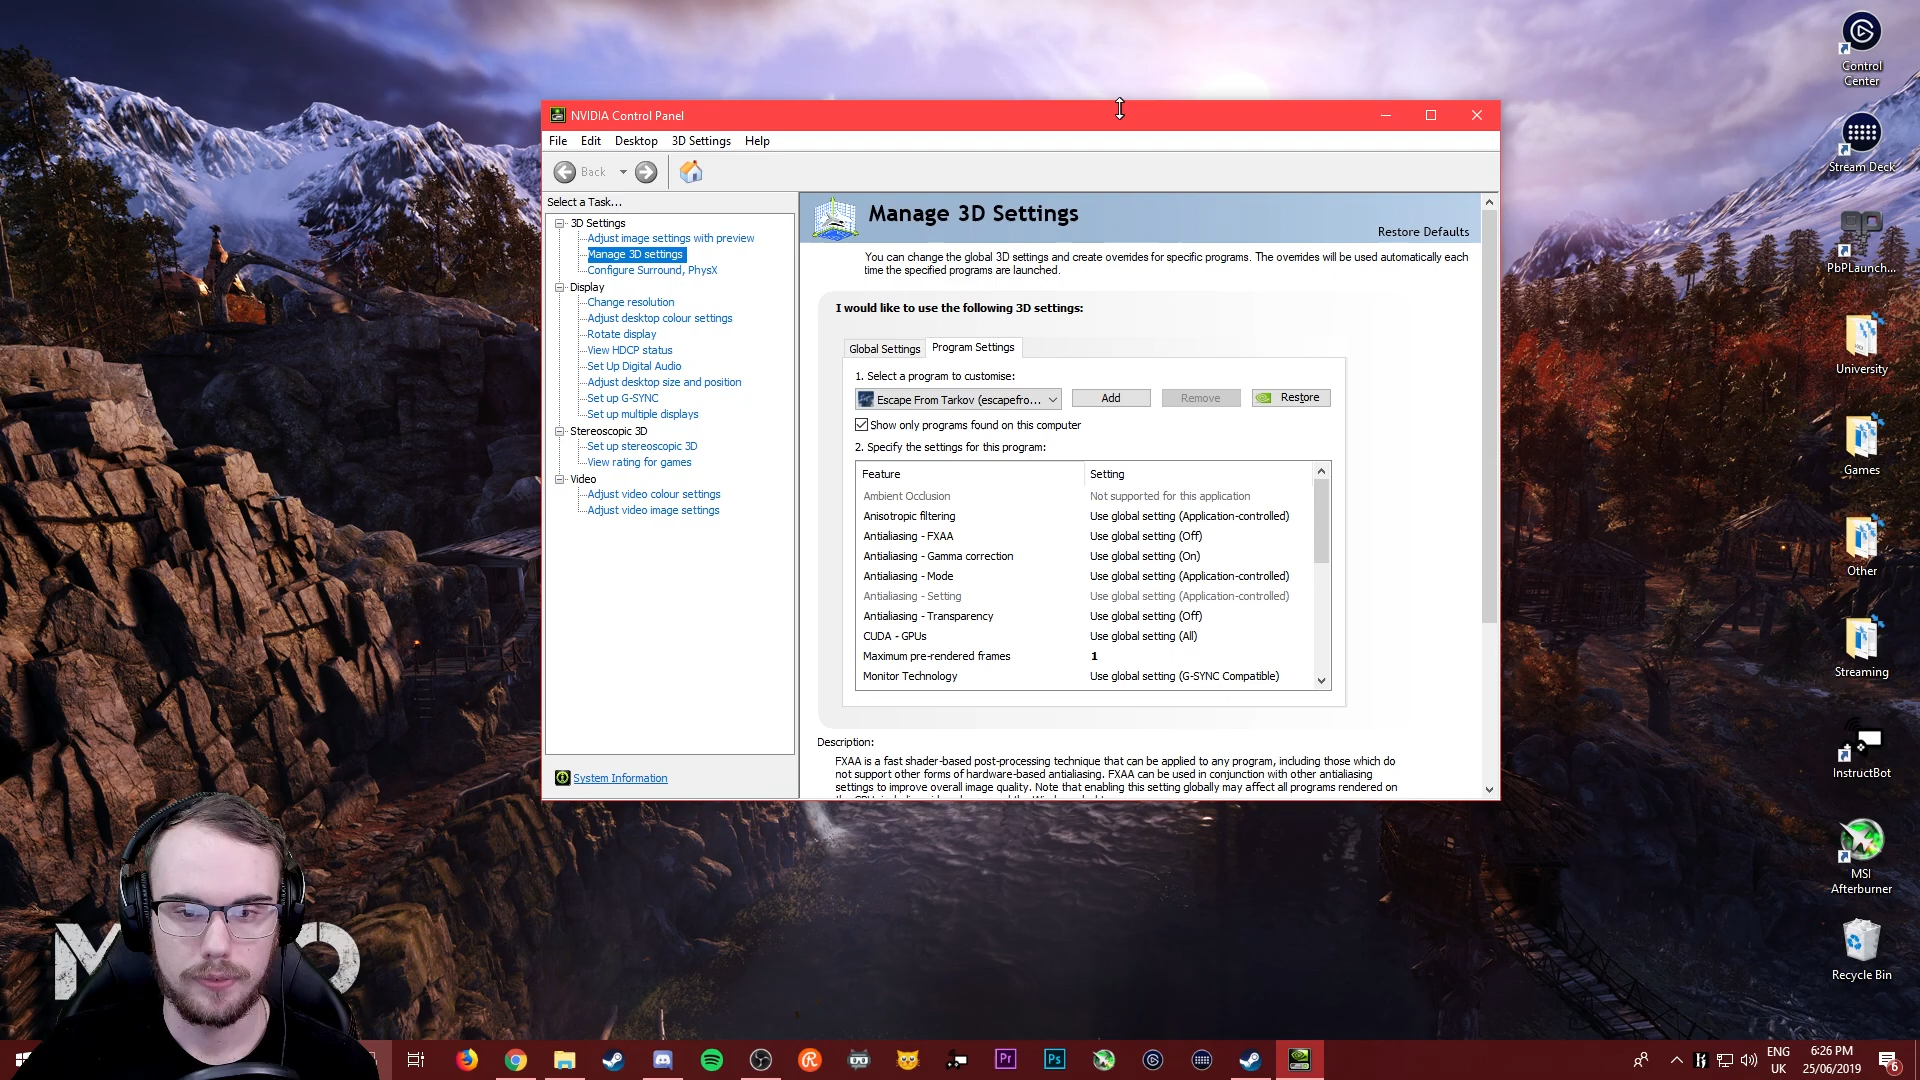 NVIDIA Control Panel
File Edit Desktop 3D Settings Help
Back
Select a Task...
3D Settings
Adjust image settings with preview
Manage 3D settings
Configure Surround, PhysX
Display
Change resolution
Adjust desktop colour settings
Rotate display
View HDCP status
Set Up Digital Audio
Adjust desktop size and position
Set up G-SYNC
Set up multiple displays
Stereoscopic 3D
Set up stereoscopic 3D
View rating for games
Video
Adjust video colour settings
Adjust video image settings
System Information
Manage 3D Settings
Restore Defaults
You can change the global 3D settings and create overrides for specific programs. The overrides will be used automatically each
time the specified programs are launched.
I would like to use the following 3D settings:
Global Settings Program Settings
1. Select a program to customise:
Escape From Tarkov (escapefro... Add Remove Restore
Show only programs found on this computer
2. Specify the settings for this program:
Feature Setting
Ambient Occlusion Not supported for this application
Anisotropic filtering Use global setting (Application-controlled)
Antialiasing - FXAA Use global setting (Off)
Antialiasing - Gamma correction Use global setting (On)
Antialiasing - Mode Use global setting (Application-controlled)
Antialiasing - Setting Use global setting (Application-controlled)
Antialiasing - Transparency Use global setting (Off)
CUDA - GPUs Use global setting (All)
Maximum pre-rendered frames 1
Monitor Technology Use global setting (G-SYNC Compatible)
Description:
FXAA is a fast shader-based post-processing technique that can be applied to any program, including those which do
not support other forms of hardware-based antialiasing. FXAA can be used in conjunction with other antialiasing
settings to improve overall image quality. Note that enabling this setting globally may affect all programs rendered on
Control
Center
Stream Deck
PbPLaunch...
University
Games
Other
Streaming
InstructBot
MSI
Afterburner
Recycle Bin
Pr
Ps
ENG
UK
6:26 PM
25/06/2019
6